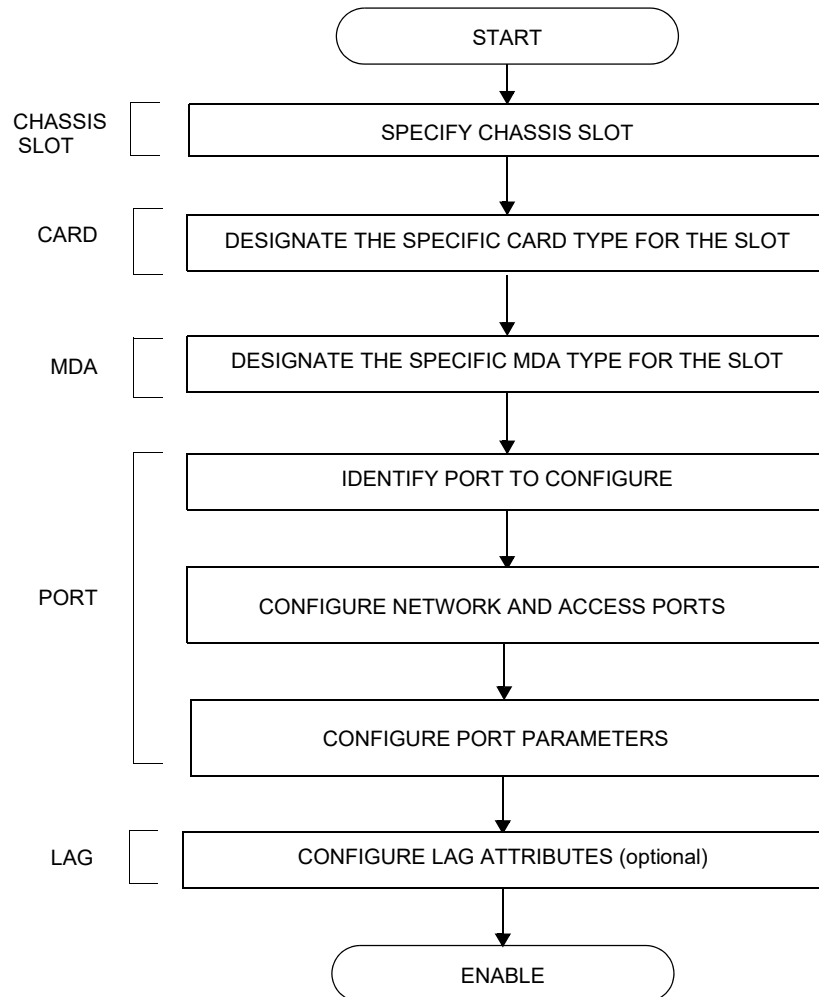 START
CHASSIS
SLOT
SPECIFY CHASSIS SLOT
CARD
DESIGNATE THE SPECIFIC CARD TYPE FOR THE SLOT
MDA
DESIGNATE THE SPECIFIC MDA TYPE FOR THE SLOT
IDENTIFY PORT TO CONFIGURE
PORT
CONFIGURE NETWORK AND ACCESS PORTS
CONFIGURE PORT PARAMETERS
LAG
CONFIGURE LAG ATTRIBUTES (optional)
ENABLE